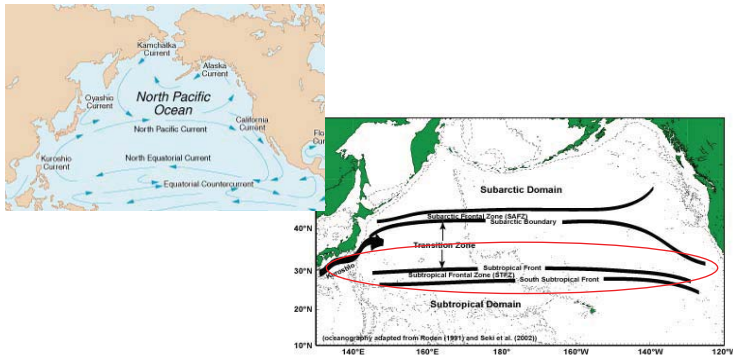 Kamchatka
Current
Alaska
Current
Oyashio
Current
North Pacific
Ocean
California
Current
North Pacific Current
Kuroshio
Current
North Equatorial Current
Equatorial Countercurrent
Flo
Curre
Subarctic Domain
Subarctic Frontal Zone (SAFZ)
Subarctic Boundary
40°N
Transition Zone
Kuroshio
30°N
Subtropical Front
Subtropical Frontal Zone (STFZ)
South Subtropical Front
Subtropical Domain
20°N
(oceanography adapted from Roden (1991) and Seki et al. (2002))
140°E
160°E
180°
160°W
140°W
120°W